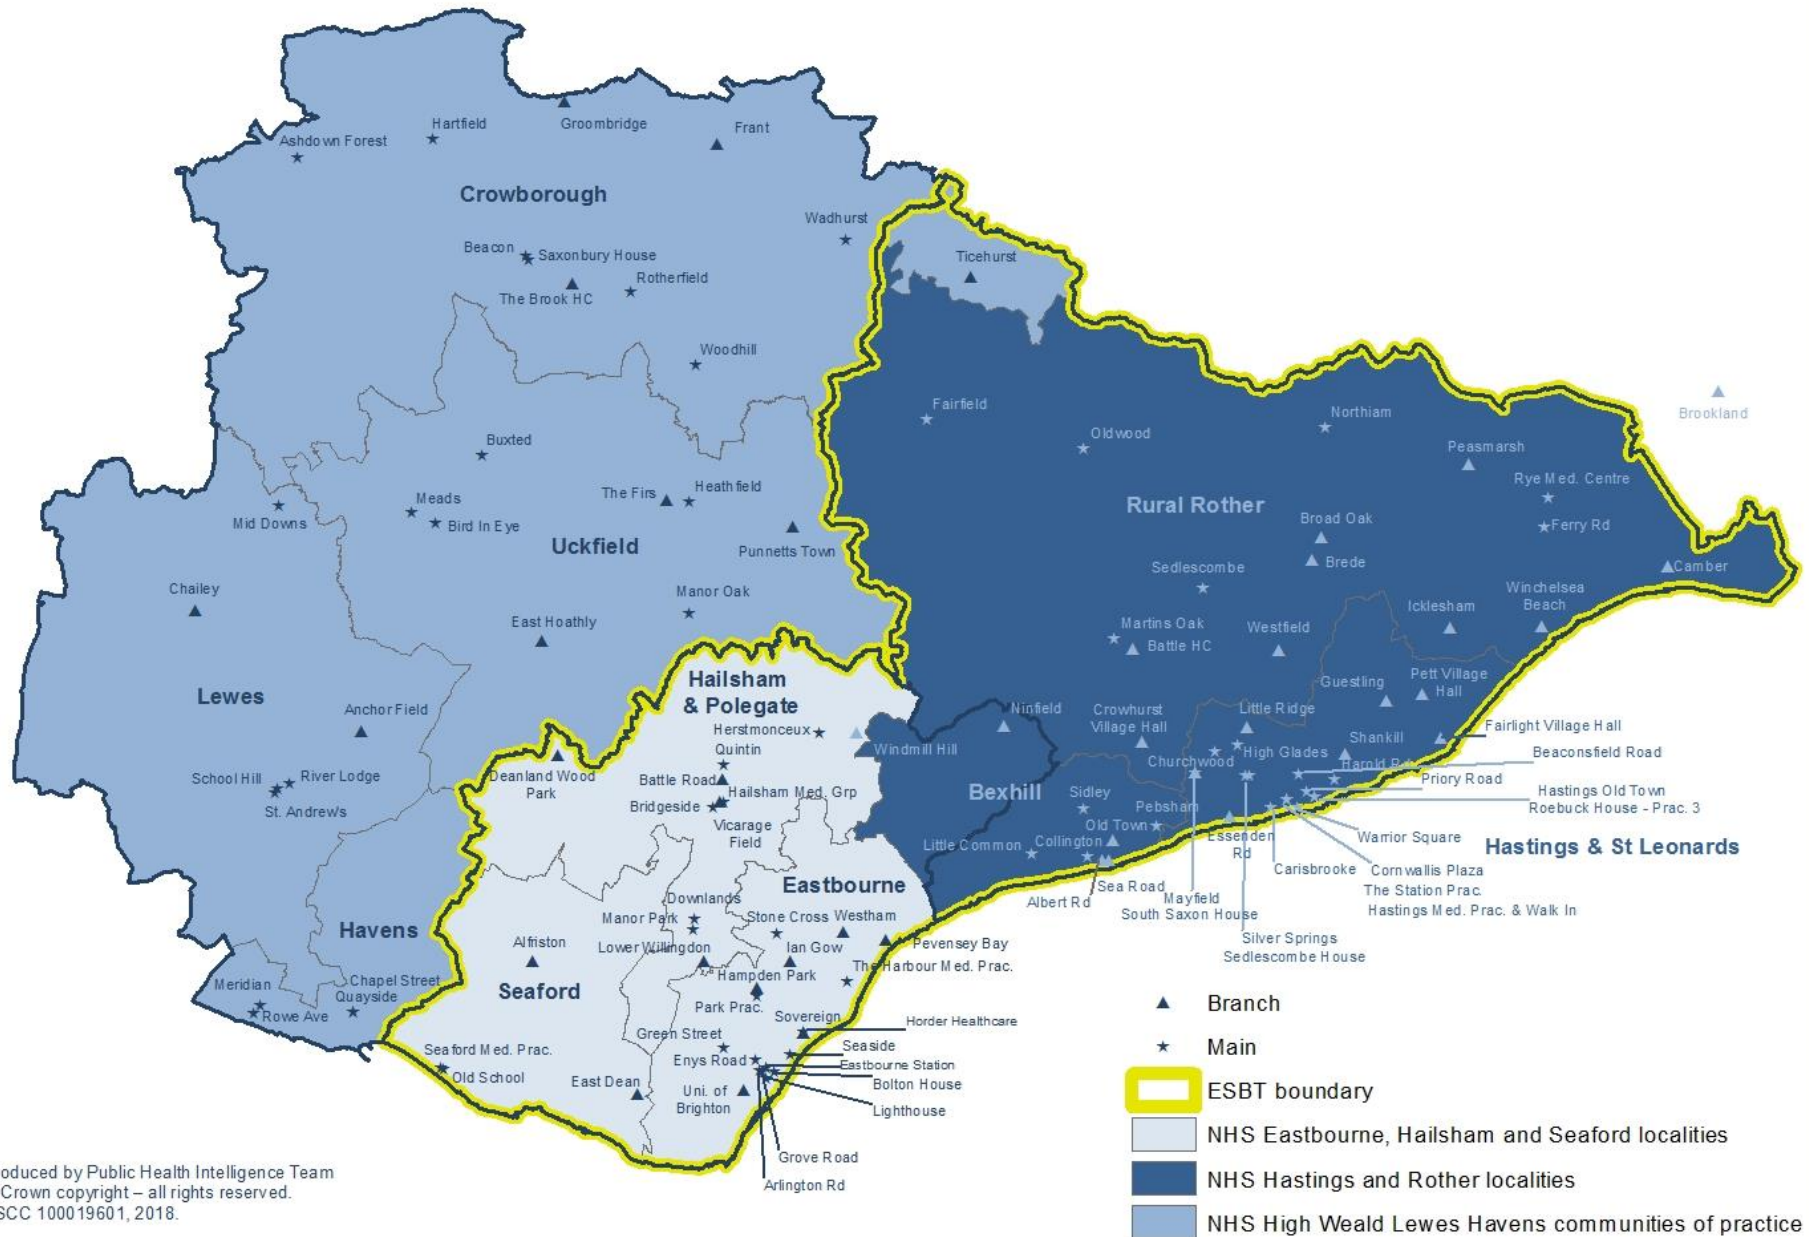 Ashdown Forest
Hartfield
Groombridge
Frant
Crowborough
Wadhurst
Beacon
Saxonbury House
Rotherfield
The Brook HC
Ticehurst
Woodhill
Fairfield
Oldwood
Northiam
Brookland
Buxted
Peasmarsh
Rye Med. Centre
The Firs
Heathfield
Meads
Mid Downs
Bird In Eye
Rural Rother
Broad Oak
Ferry Rd
Uckfield
Punnetts Town
Brede
Sedlescombe
Camber
Chailey
Manor Oak
Winchelsea
Beach
Icklesham
East Hoathly
Martins Oak
Battle HC
Westfield
Hailsham
& Polegate
Lewes
Guestling
Pett Village
Hall
Anchor Field
Ninfield
Crowhurst
Village Hall
Little Ridge
Fairlight Village Hall
Herstmonceux
Quintin
Windmill Hill
Shankill
High Glades
Beaconsfield Road
Churchwood
Harold Rd
Deanland Wood
Park
Battle Road
School Hill
River Lodge
Priory Road
Hailsham Med. Grp
Bridgeside
Bexhill
Sidley
Pebsham
Hastings Old Town
Roebuck House - Prac. 3
St. Andrew's
Vicarage
Field
Old Town
Essenden
Rd
Warrior Square
Little Common
Collington
Hastings & St Leonards
Carisbrooke
Cornwallis Plaza
The Station Prac.
Hastings Med. Prac. & Walk In
Eastbourne
Sea Road
Albert Rd
Mayfield
South Saxon House
Downlands
Manor Park
Stone Cross
Westham
Havens
Alfriston
Lower Willingdon
Ian Gow
Pevensey Bay
Silver Springs
Sedlescombe House
The Harbour Med. Prac.
Hampden Park
Meridian
Chapel Street
Quayside
Seaford
Park Prac.
Rowe Ave
Sovereign
Horder Healthcare
Green Street
Seaside
Seaford Med. Prac.
Enys Road
Eastbourne Station
Old School
East Dean
Bolton House
Uni. of
Brighton
Lighthouse
Grove Road
Arlington Rd
Branch
Main
ESBT boundary
NHS Eastbourne, Hailsham and Seaford localities
NHS Hastings and Rother localities
NHS High Weald Lewes Havens communities of practice
oduced by Public Health Intelligence Team
Crown copyright – all rights reserved.
SCC 100019601, 2018.